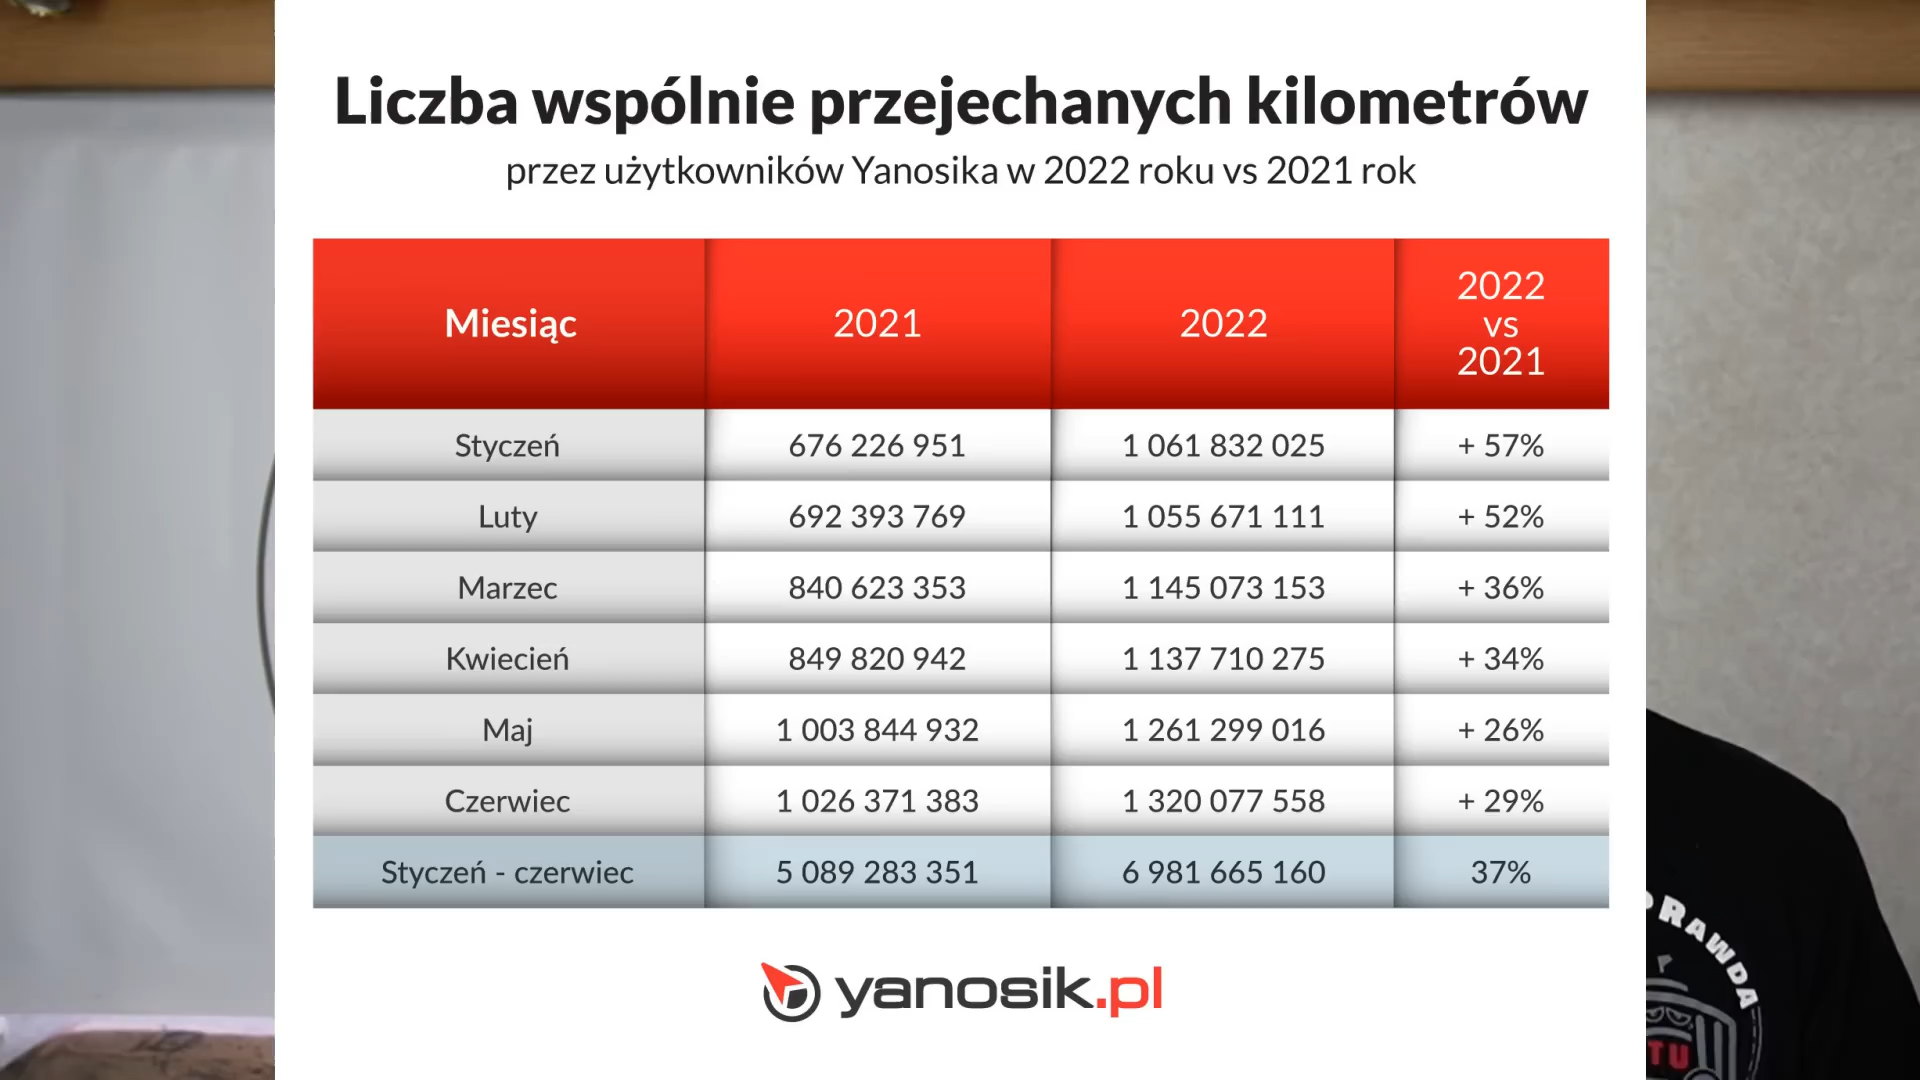 Liczba wspólnie przejechanych kilometrów
przez użytkowników Yanosika w 2022 roku vs 2021 rok
Miesiąc 2021 2022 2022 vs 2021
Styczeń 676 226 951 1 061 832 025 + 57%
Luty 692 393 769 1 055 671 111 + 52%
Marzec 840 623 353 1 145 073 153 + 36%
Kwiecień 849 820 942 1 137 710 275 + 34%
Maj 1 003 844 932 1 261 299 016 + 26%
Czerwiec 1 026 371 383 1 320 077 558 + 29%
Styczeń - czerwiec 5 089 283 351 6 981 665 160 37%
yanosik.pl